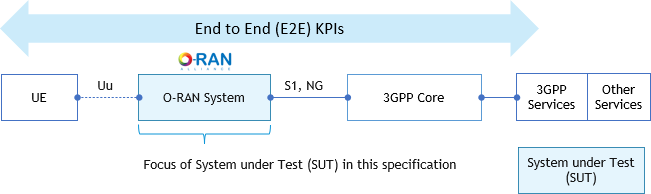 End to End (E2E) KPIs
O-RAN
ALLIANCE
UE
Uu
O-RAN System
S1, NG
3GPP Core
3GPP
Services
Other
Services
Focus of System under Test (SUT) in this specification
System under Test
(SUT)